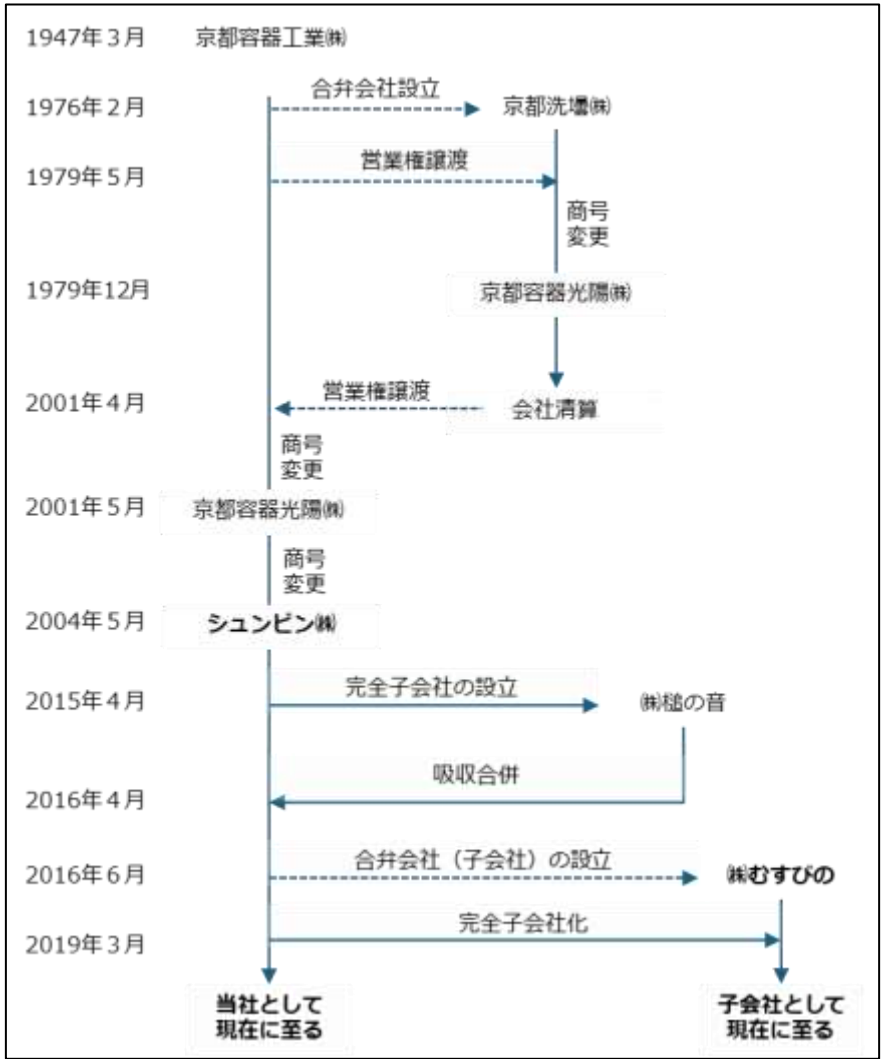 1947年3月 京都容器工業㈱
合弁会社設立
1976年2月 京都洗壜㈱
営業権譲渡
1979年5月
商号
変更
1979年12月 京都容器光陽㈱
営業権譲渡
2001年4月 会社清算
商号
変更
2001年5月 京都容器光陽㈱
商号
変更
2004年5月 シュンビン㈱
完全子会社の設立
2015年4月 ㈱槌の音
吸収合併
2016年4月
合弁会社（子会社）の設立
2016年6月 ㈱むすびの
完全子会社化
2019年3月
当社として
現在に至る
子会社として
現在に至る